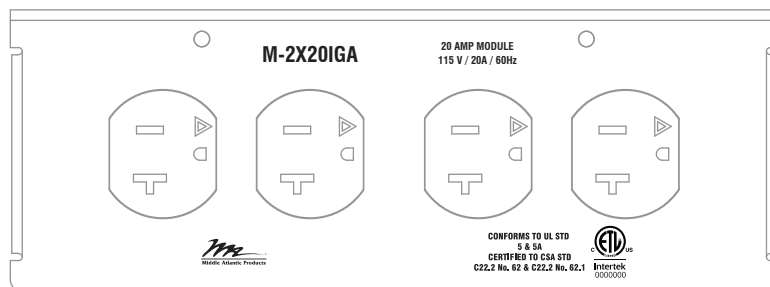 M-2X20IGA
20 AMP MODULE
115 V / 20A / 60Hz
Middle Atlantic Products
CONFORMS TO UL STD
5 & 5A
CERTIFIED TO CSA STD
C22.2 No. 62 & C22.2 No. 62.1
C ETL US
Intertek
0000000